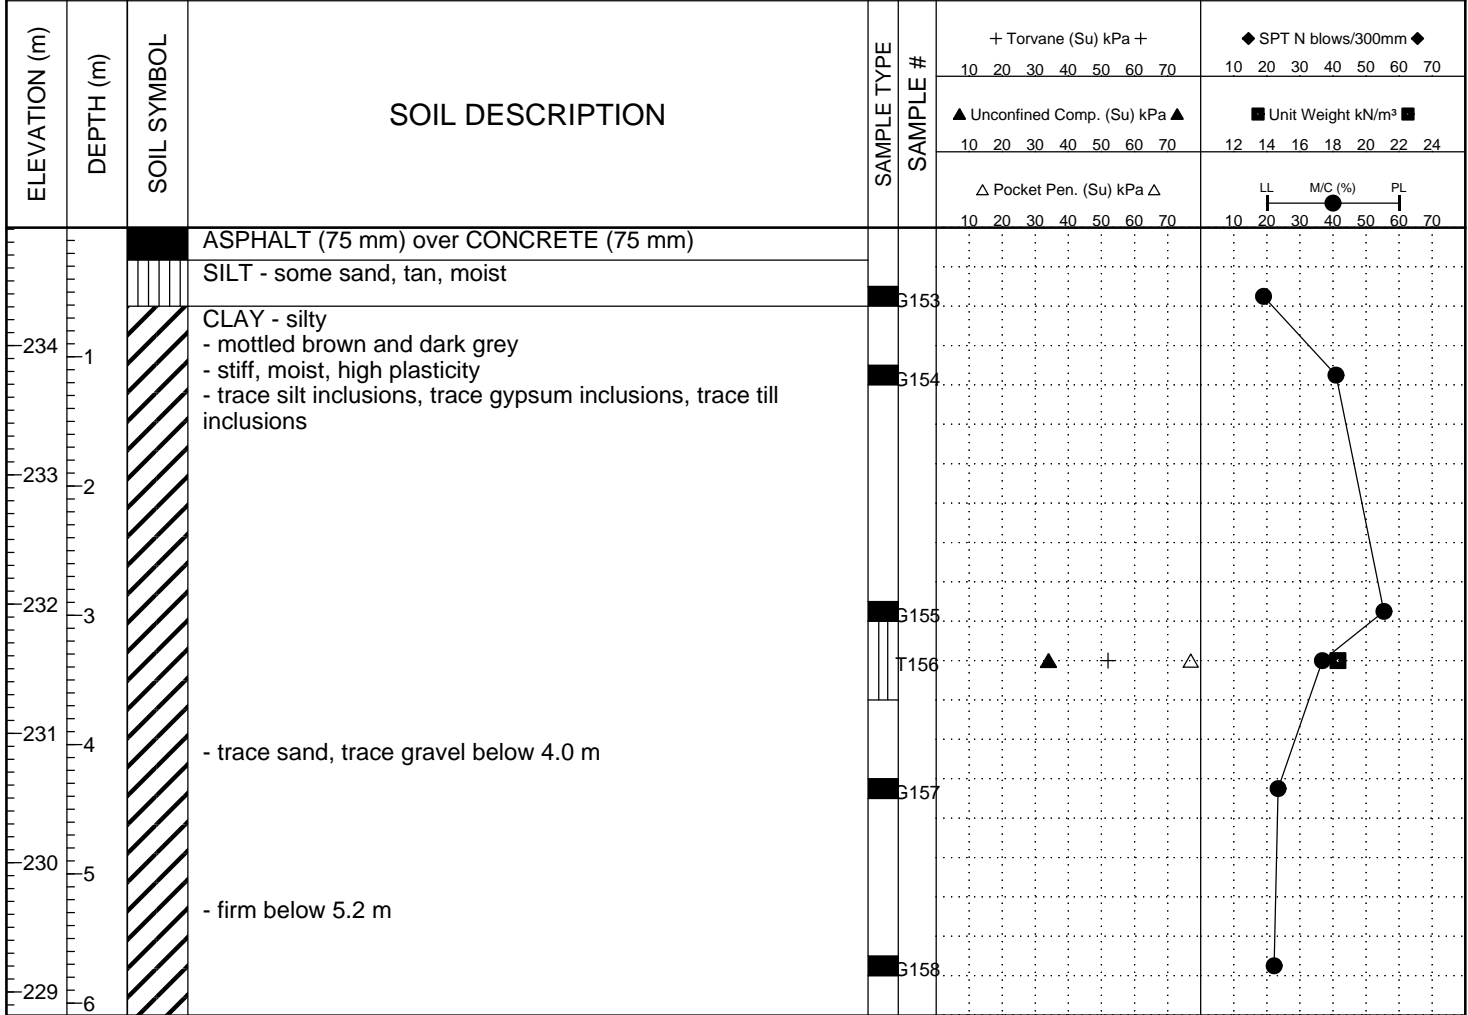 ELEVATION (m)
DEPTH (m)
SOIL SYMBOL
SOIL DESCRIPTION
SAMPLE TYPE
SAMPLE #
+ Torvane (Su) kPa +
10 20 30 40 50 60 70
▲ Unconfined Comp. (Su) kPa ▲
10 20 30 40 50 60 70
△ Pocket Pen. (Su) kPa △
10 20 30 40 50 60 70
◆ SPT N blows/300mm ◆
10 20 30 40 50 60 70
■ Unit Weight kN/m³ ■
12 14 16 18 20 22 24
LL M/C (%) PL
10 20 30 40 50 60 70
ASPHALT (75 mm) over CONCRETE (75 mm)
SILT - some sand, tan, moist
G153
CLAY - silty
234
- mottled brown and dark grey
1
- stiff, moist, high plasticity
G154
- trace silt inclusions, trace gypsum inclusions, trace till
inclusions
233
2
232
3
G155
T156
231
4
- trace sand, trace gravel below 4.0 m
G157
230
5
- firm below 5.2 m
G158
229
6